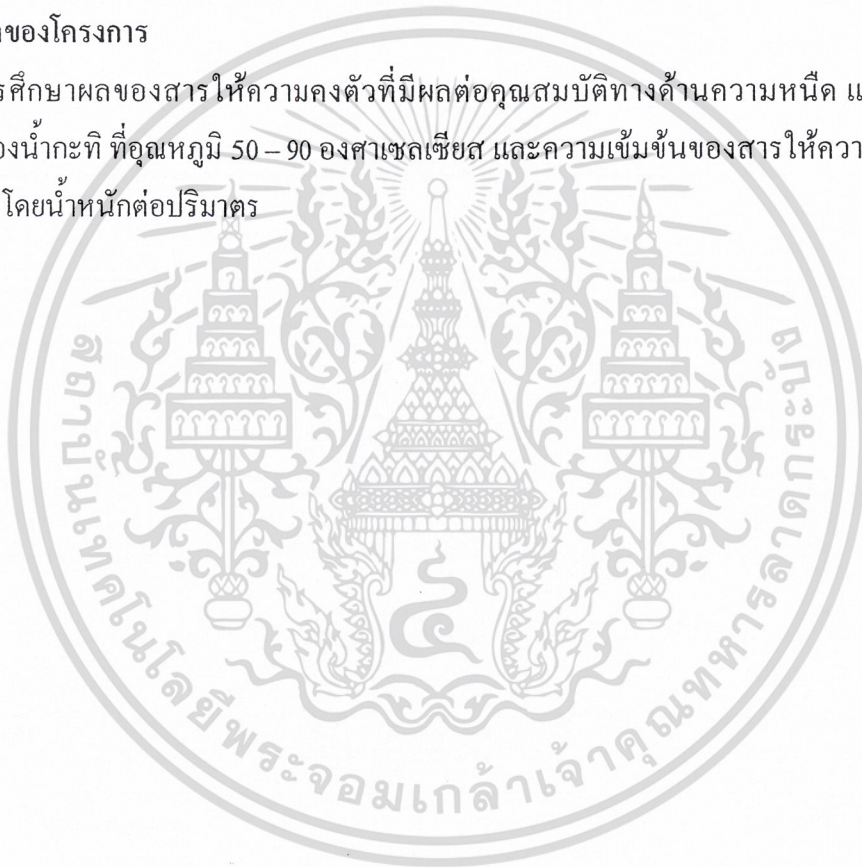 ของโครงการ
ศึกษาผลของสารให้ความคงตัวที่มีผลต่อคุณสมบัติทางด้านความหนืด
น้ำกะทิ ที่อุณหภูมิ 50 – 90 องศาเซลเซียส และความเข้มข้นของสารให้
โดยน้ำหนักต่อปริมาตร
สถาบันเทคโนโลยีพระจอมเกล้าเจ้าคุณทหารลาดกระบัง